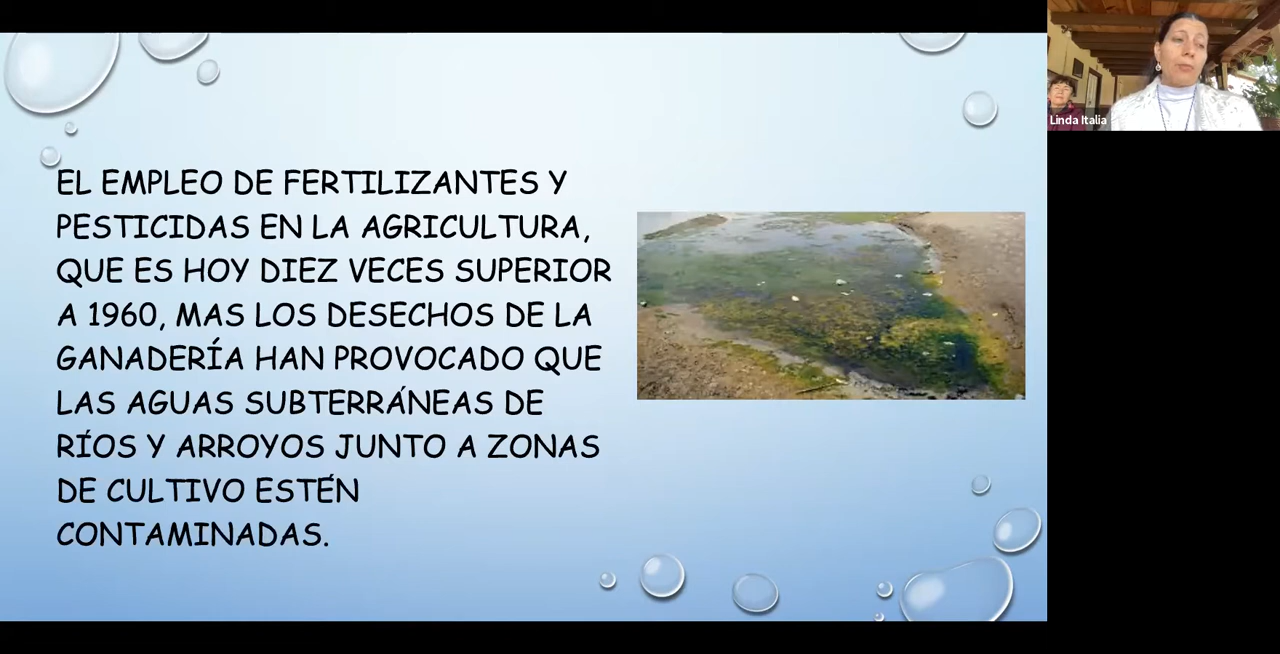 EL EMPLEO DE FERTILIZANTES Y
PESTICIDAS EN LA AGRICULTURA,
QUE ES HOY DIEZ VECES SUPERIOR
A 1960, MAS LOS DESECHOS DE LA
GANADERÍA HAN PROVOCADO QUE
LAS AGUAS SUBTERRÁNEAS DE
RÍOS Y ARROYOS JUNTO A ZONAS
DE CULTIVO ESTÉN
CONTAMINADAS.
Linda Italia